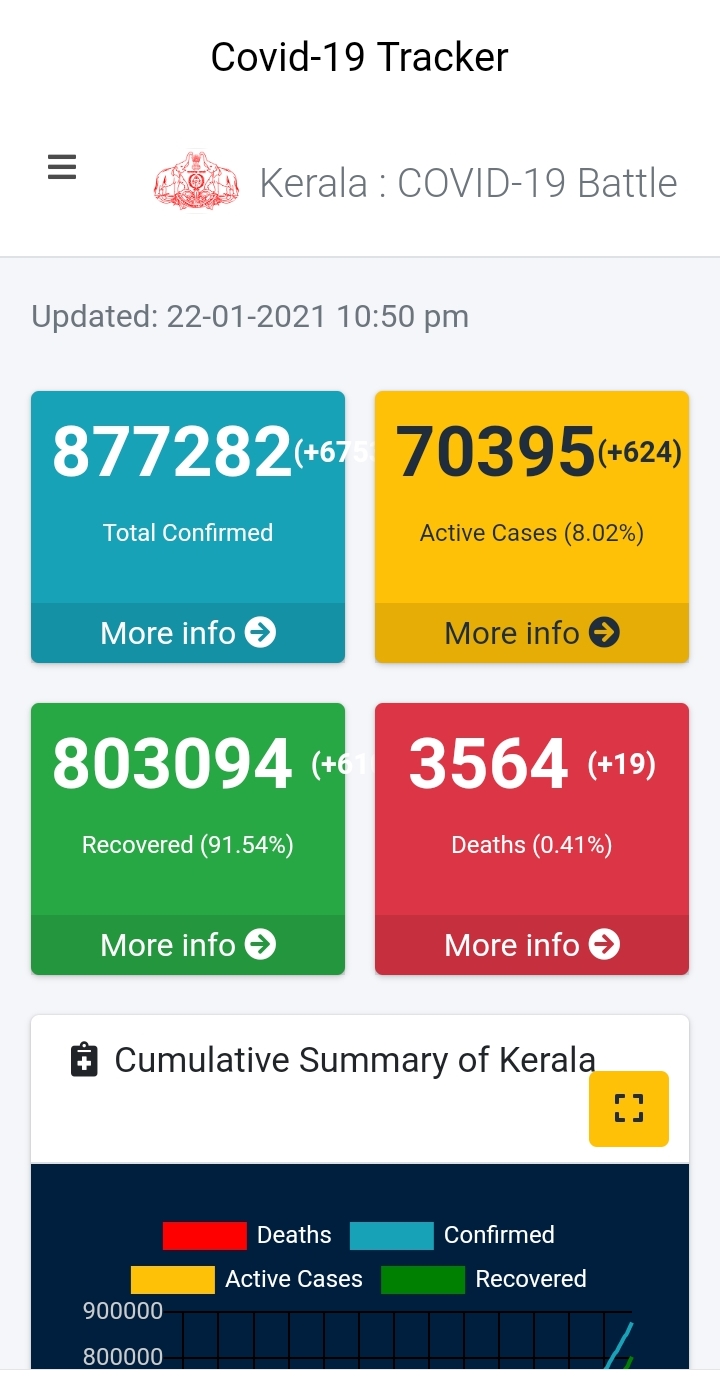 Covid-19 Tracker
Kerala : COVID-19 Battle
Updated: 22-01-2021 10:50 pm
877282 (+675
Total Confirmed
More info
70395 (+624)
Active Cases (8.02%)
More info
803094 (+61
Recovered (91.54%)
More info
3564 (+19)
Deaths (0.41%)
More info
Cumulative Summary of Kerala
Deaths Confirmed
Active Cases Recovered
900000
800000